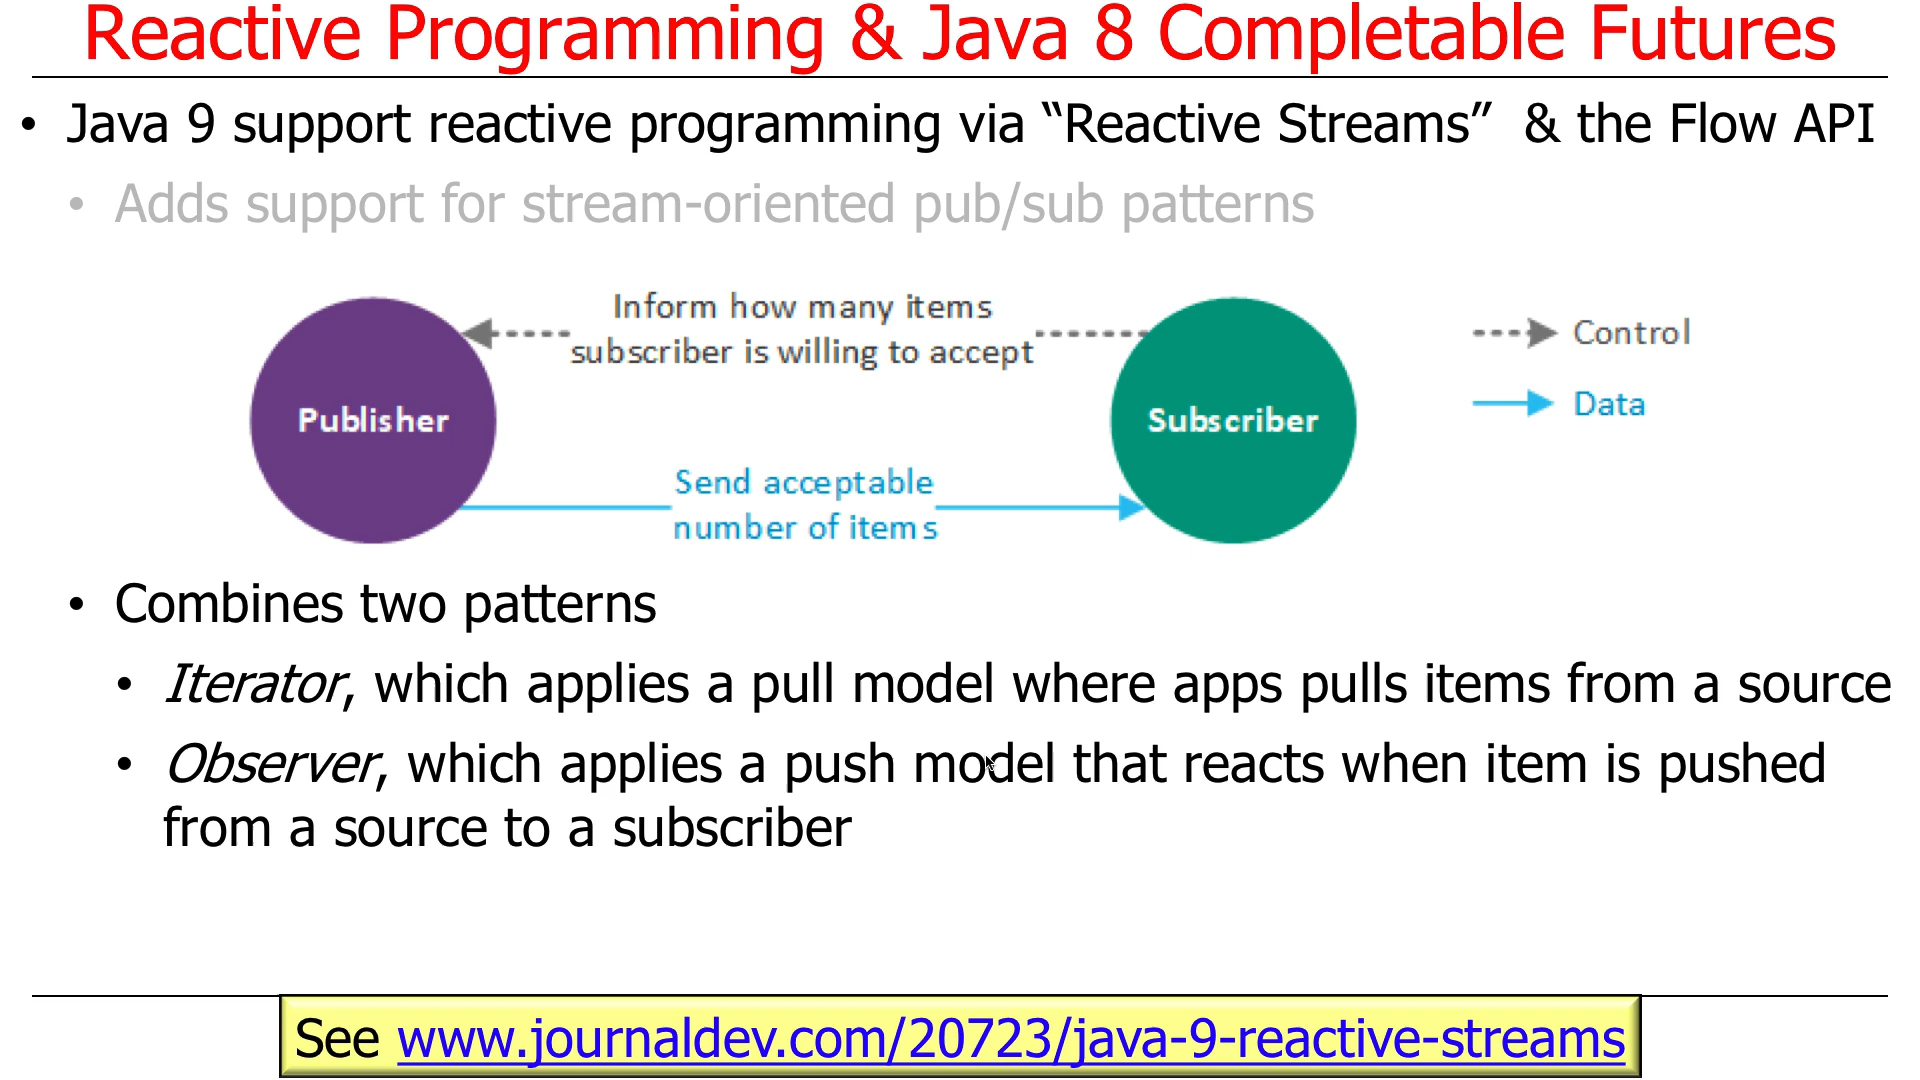 Reactive Programming & Java 8 Completable Futures
• Java 9 support reactive programming via “Reactive Streams”  & the Flow API
• Adds support for stream-oriented pub/sub patterns
Inform how many items
subscriber is willing to accept
Control
Data
Publisher
Subscriber
Send acceptable
number of items
• Combines two patterns
• Iterator, which applies a pull model where apps pulls items from a source
• Observer, which applies a push model that reacts when item is pushed
from a source to a subscriber
See www.journaldev.com/20723/java-9-reactive-streams